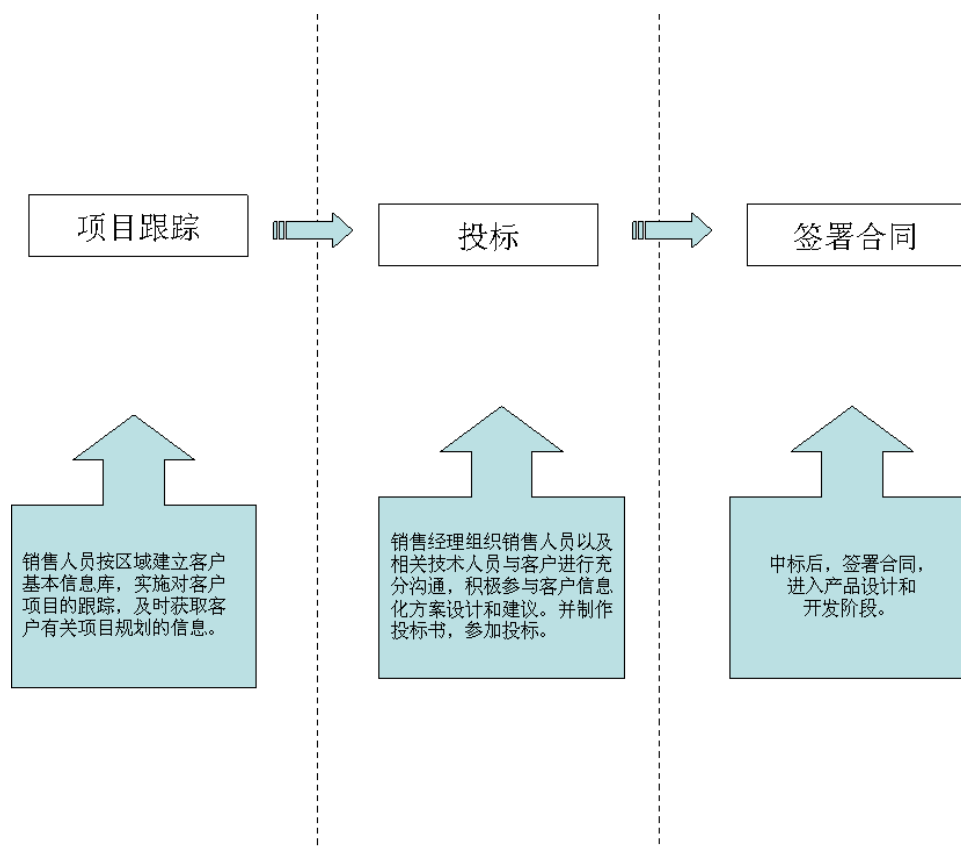 项目跟踪
投标
签署合同
销售人员按区域建立客户
基本信息库，实施对客户
项目的跟踪，及时获取客
户有关项目规划的信息。
销售经理组织销售人员以及
相关技术人员与客户进行充
分沟通，积极参与客户信息
化方案设计和建议。并制作
投标书，参加投标。
中标后，签署合同，
进入产品设计和
开发阶段。